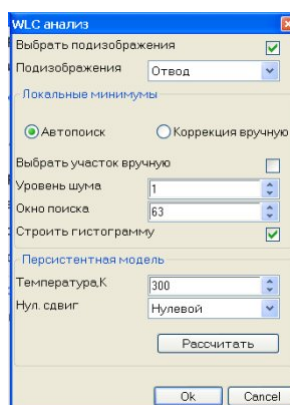 WLC анализ
Выбрать подизображения
Подизображения Отвод
Локальные минимумы
Автопоиск Коррекция вручную
Выбрать участок вручную
Уровень шума 1
Окно поиска 63
Строить гистограмму
Персистентная модель
Температура,К 300
Нул. сдвиг Нулевой
Рассчитать
Ok Cancel